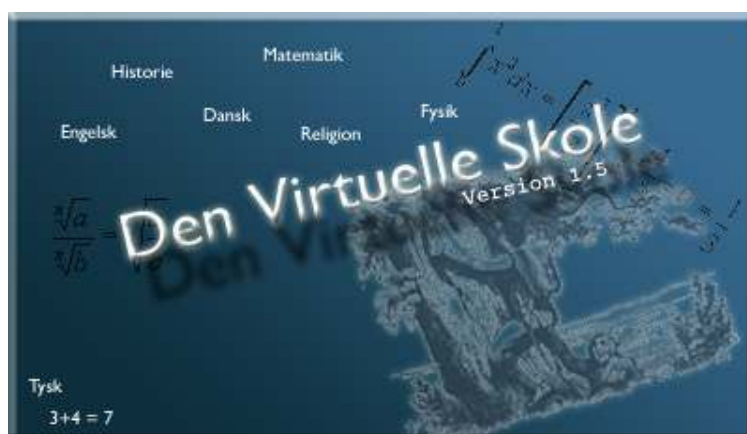 Matematik
Historie
Dansk
Fysik
Engelsk
Religion
Den Virtuelle Skole
Version 1.5
Tysk
3+4 = 7